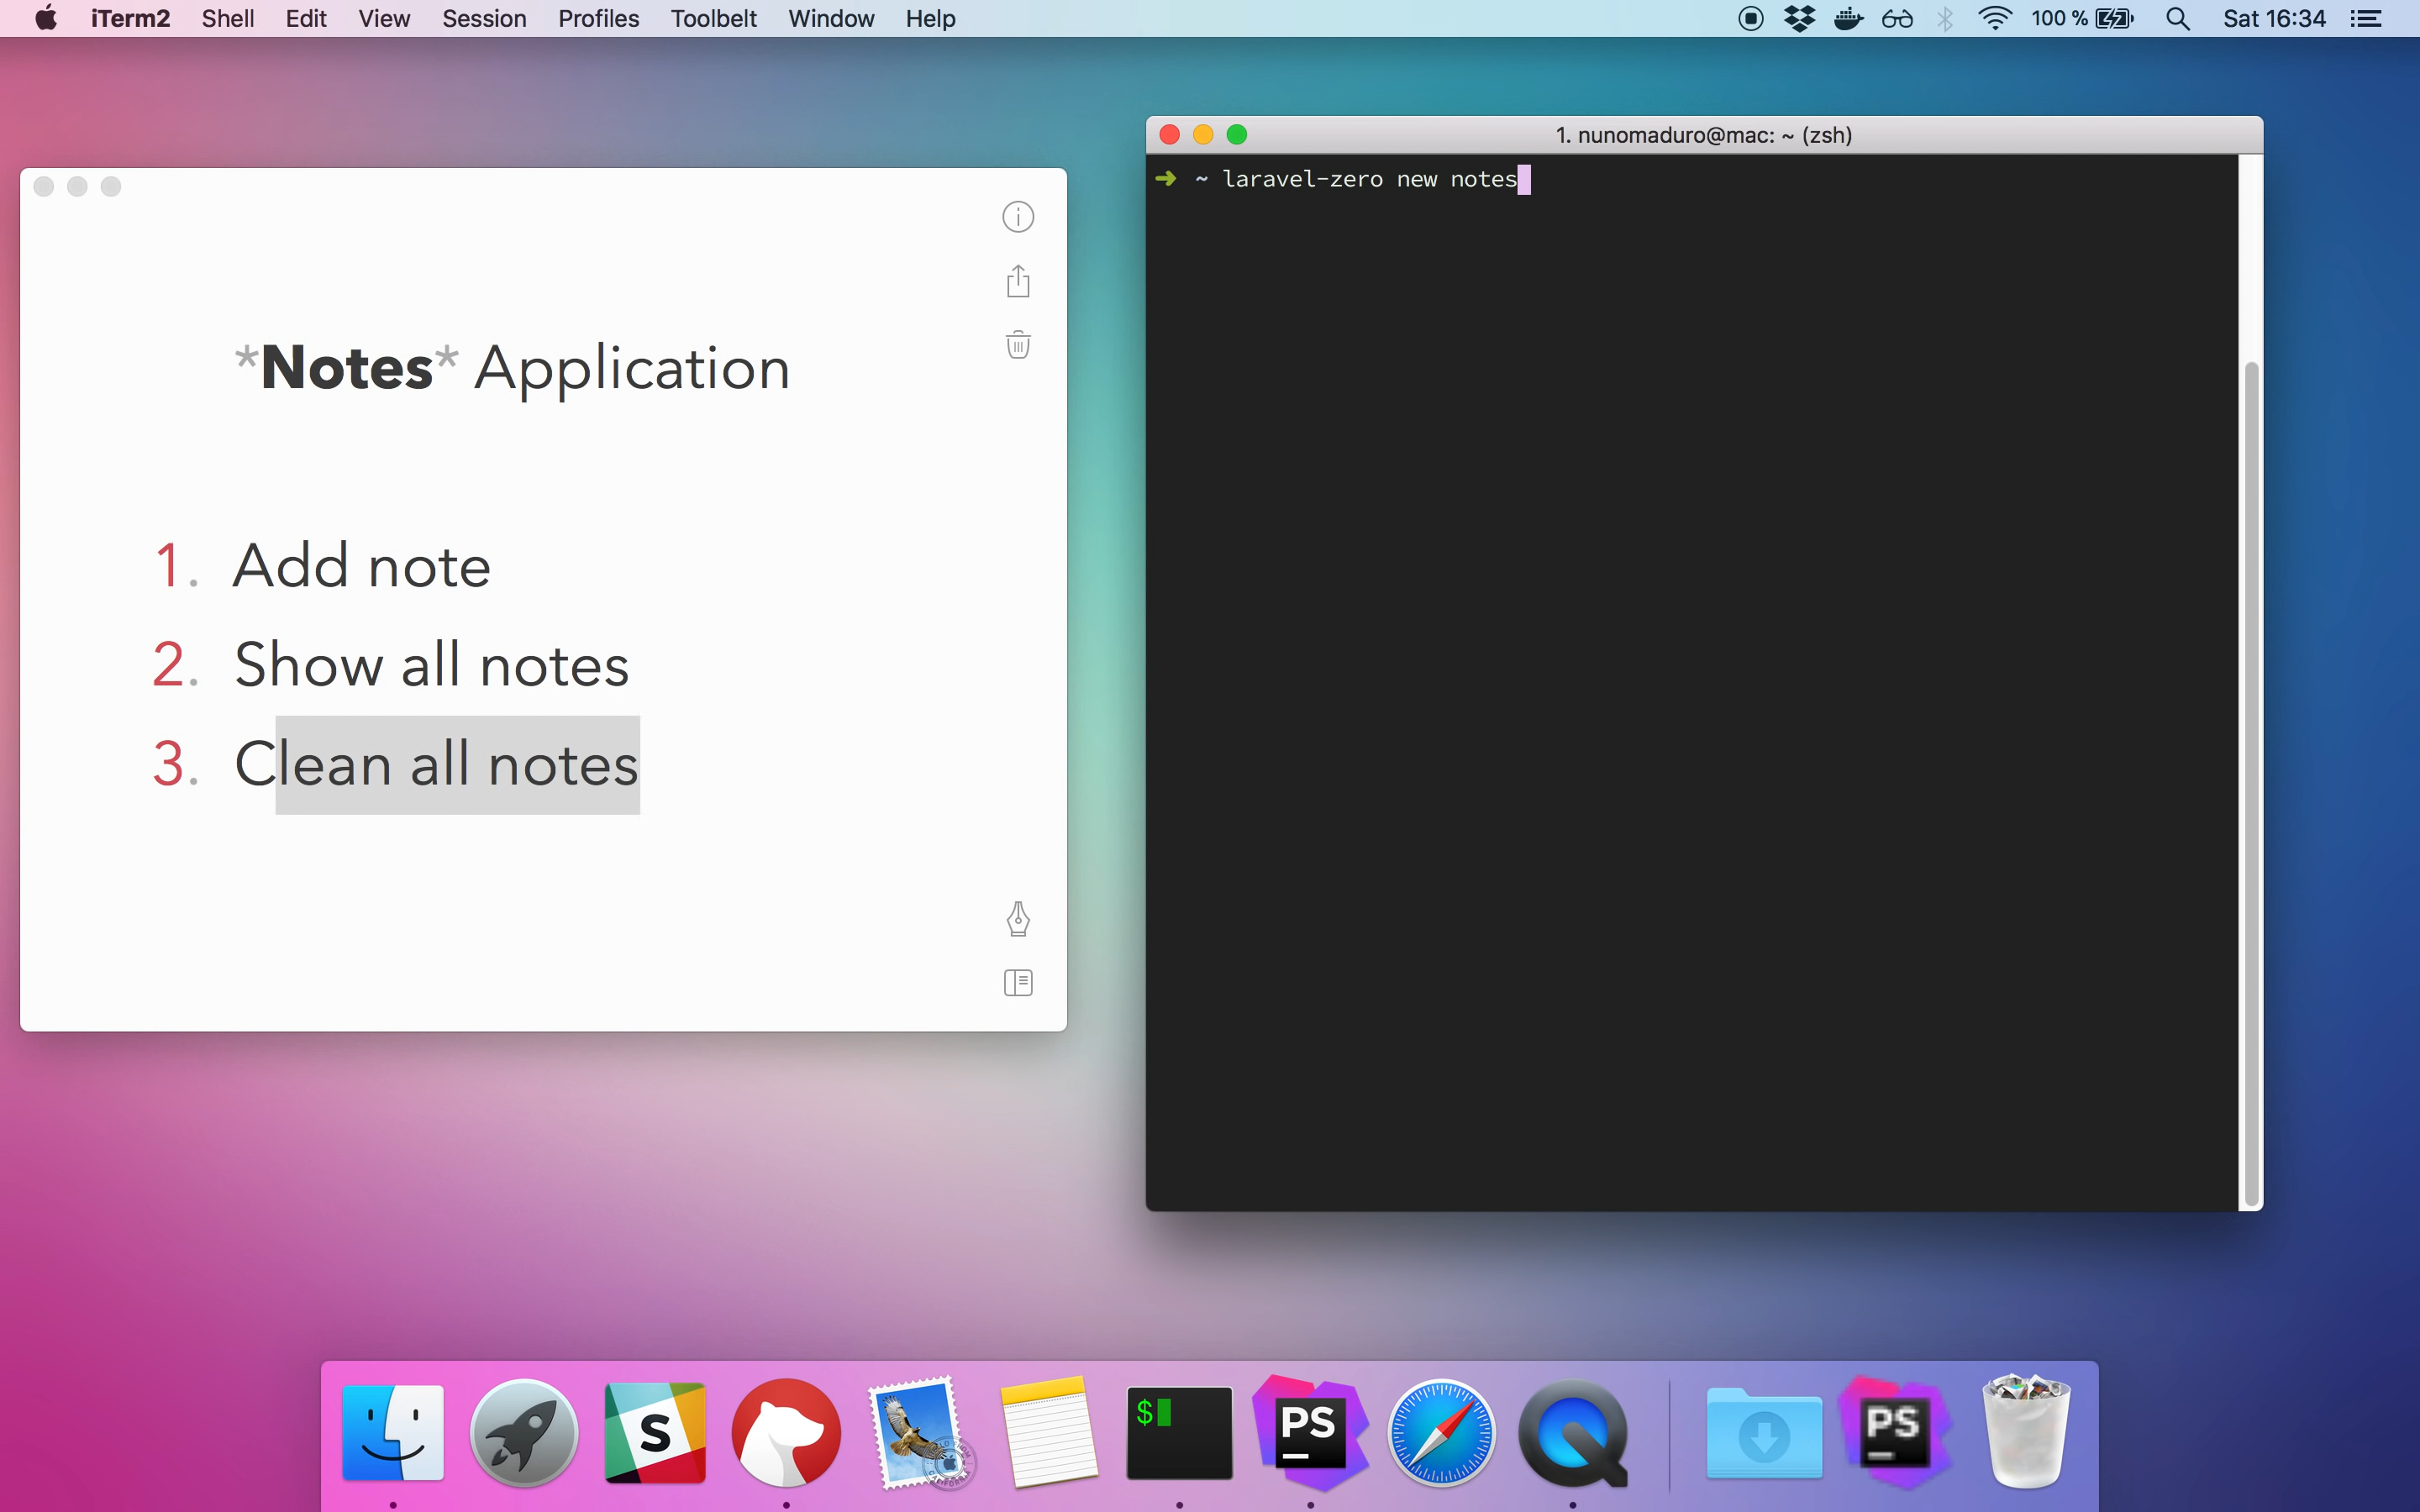 iTerm2 Shell Edit View Session Profiles Toolbelt Window Help 100 % Sat 16:34
*Notes* Application
1. Add note
2. Show all notes
3. Clean all notes
1. nunomaduro@mac: ~ (zsh)
➜ ~ laravel-zero new notes
S
$
PS
PS